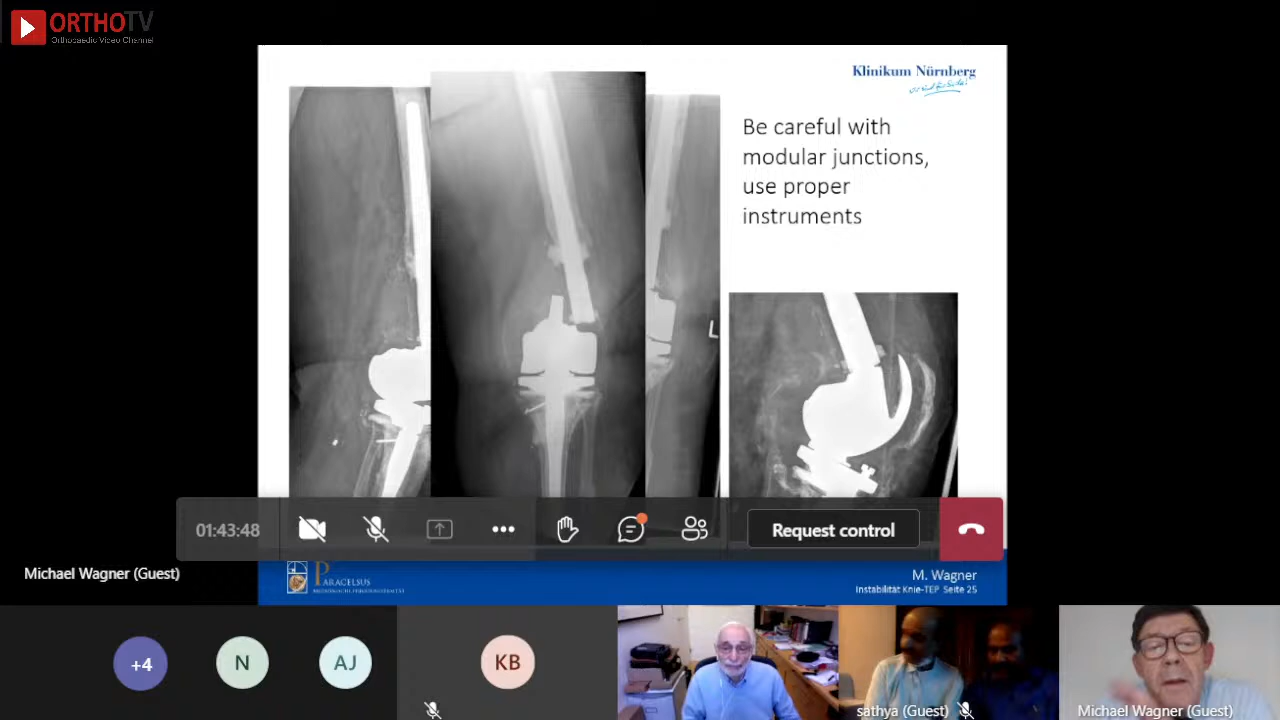 ORTHOTV
Orthopaedic Video Channel
Klinikum Nürnberg
Be careful with
modular junctions,
use proper
instruments
L
01:43:48
Request control
Michael Wagner (Guest)
PARACELSUS
M. Wagner
Instabilität Knie-TEP Seite 25
+4
N
AJ
KB
sathya (Guest)
Michael Wagner (Guest)